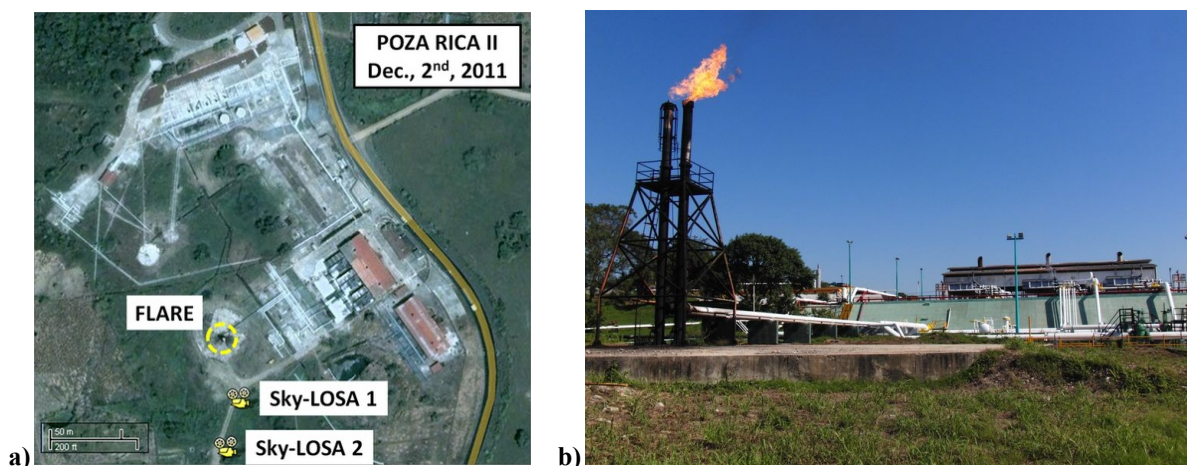 POZA RICA II
Dec., 2nd, 2011
FLARE
Sky-LOSA 1
Sky-LOSA 2
50 m
200 ft
a)
b)